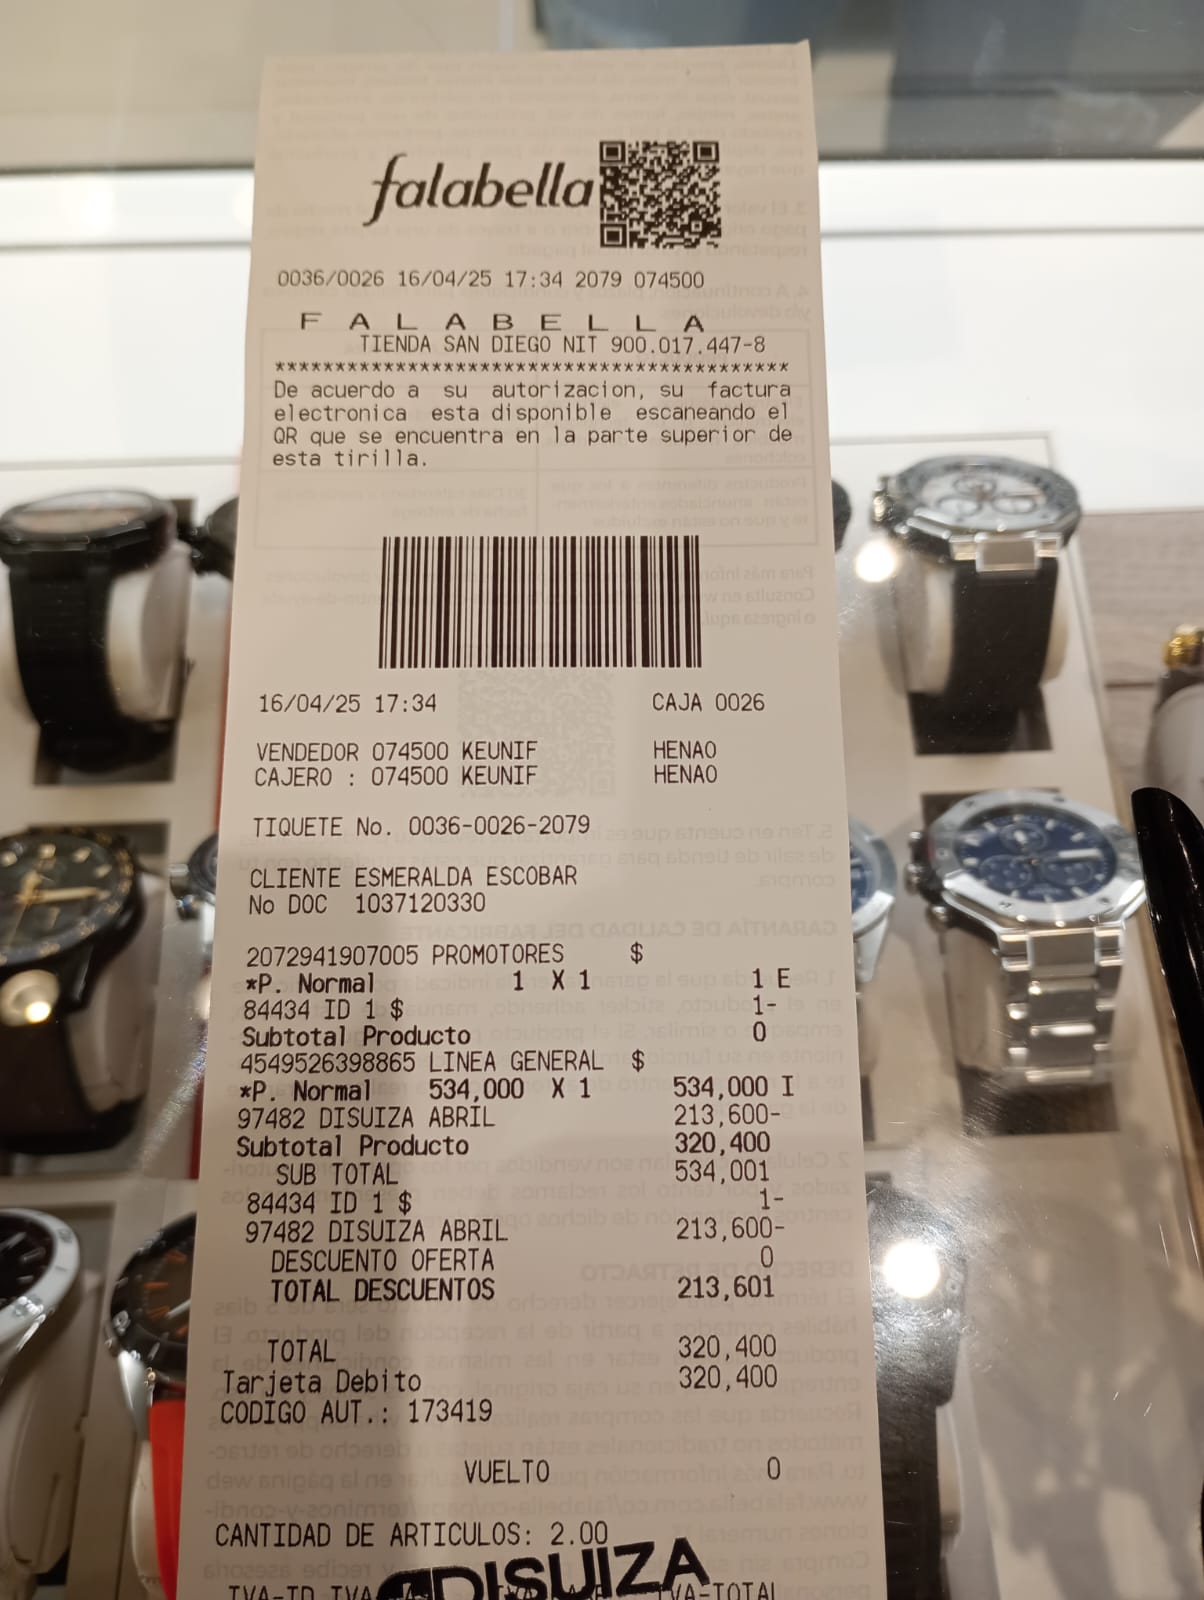 falabella
0036/0026 16/04/25 17:34 2079 074500
F A L A B E L L A
TIENDA SAN DIEGO NIT 900.017.447-8
******************************************
De acuerdo a su autorizacion, su factura
electronica esta disponible escaneando el
QR que se encuentra en la parte superior de
esta tirilla.
16/04/25 17:34 CAJA 0026
VENDEDOR 074500 KEUNIF HENAO
CAJERO : 074500 KEUNIF HENAO
TIQUETE No. 0036-0026-2079
CLIENTE ESMERALDA ESCOBAR
No DOC 1037120330
2072941907005 PROMOTORES $
*P. Normal 1 X 1 1 E
84434 ID 1 $ 1-
Subtotal Producto 0
4549526398865 LINEA GENERAL $
*P. Normal 534,000 X 1 534,000 I
97482 DISUIZA ABRIL 213,600-
Subtotal Producto 320,400
SUB TOTAL 534,001
84434 ID 1 $ 1-
97482 DISUIZA ABRIL 213,600-
DESCUENTO OFERTA 0
TOTAL DESCUENTOS 213,601
TOTAL 320,400
Tarjeta Debito 320,400
CODIGO AUT.: 173419
VUELTO 0
CANTIDAD DE ARTICULOS: 2.00
DISUIZA
IVA-ID IVA IVA-TOTAL